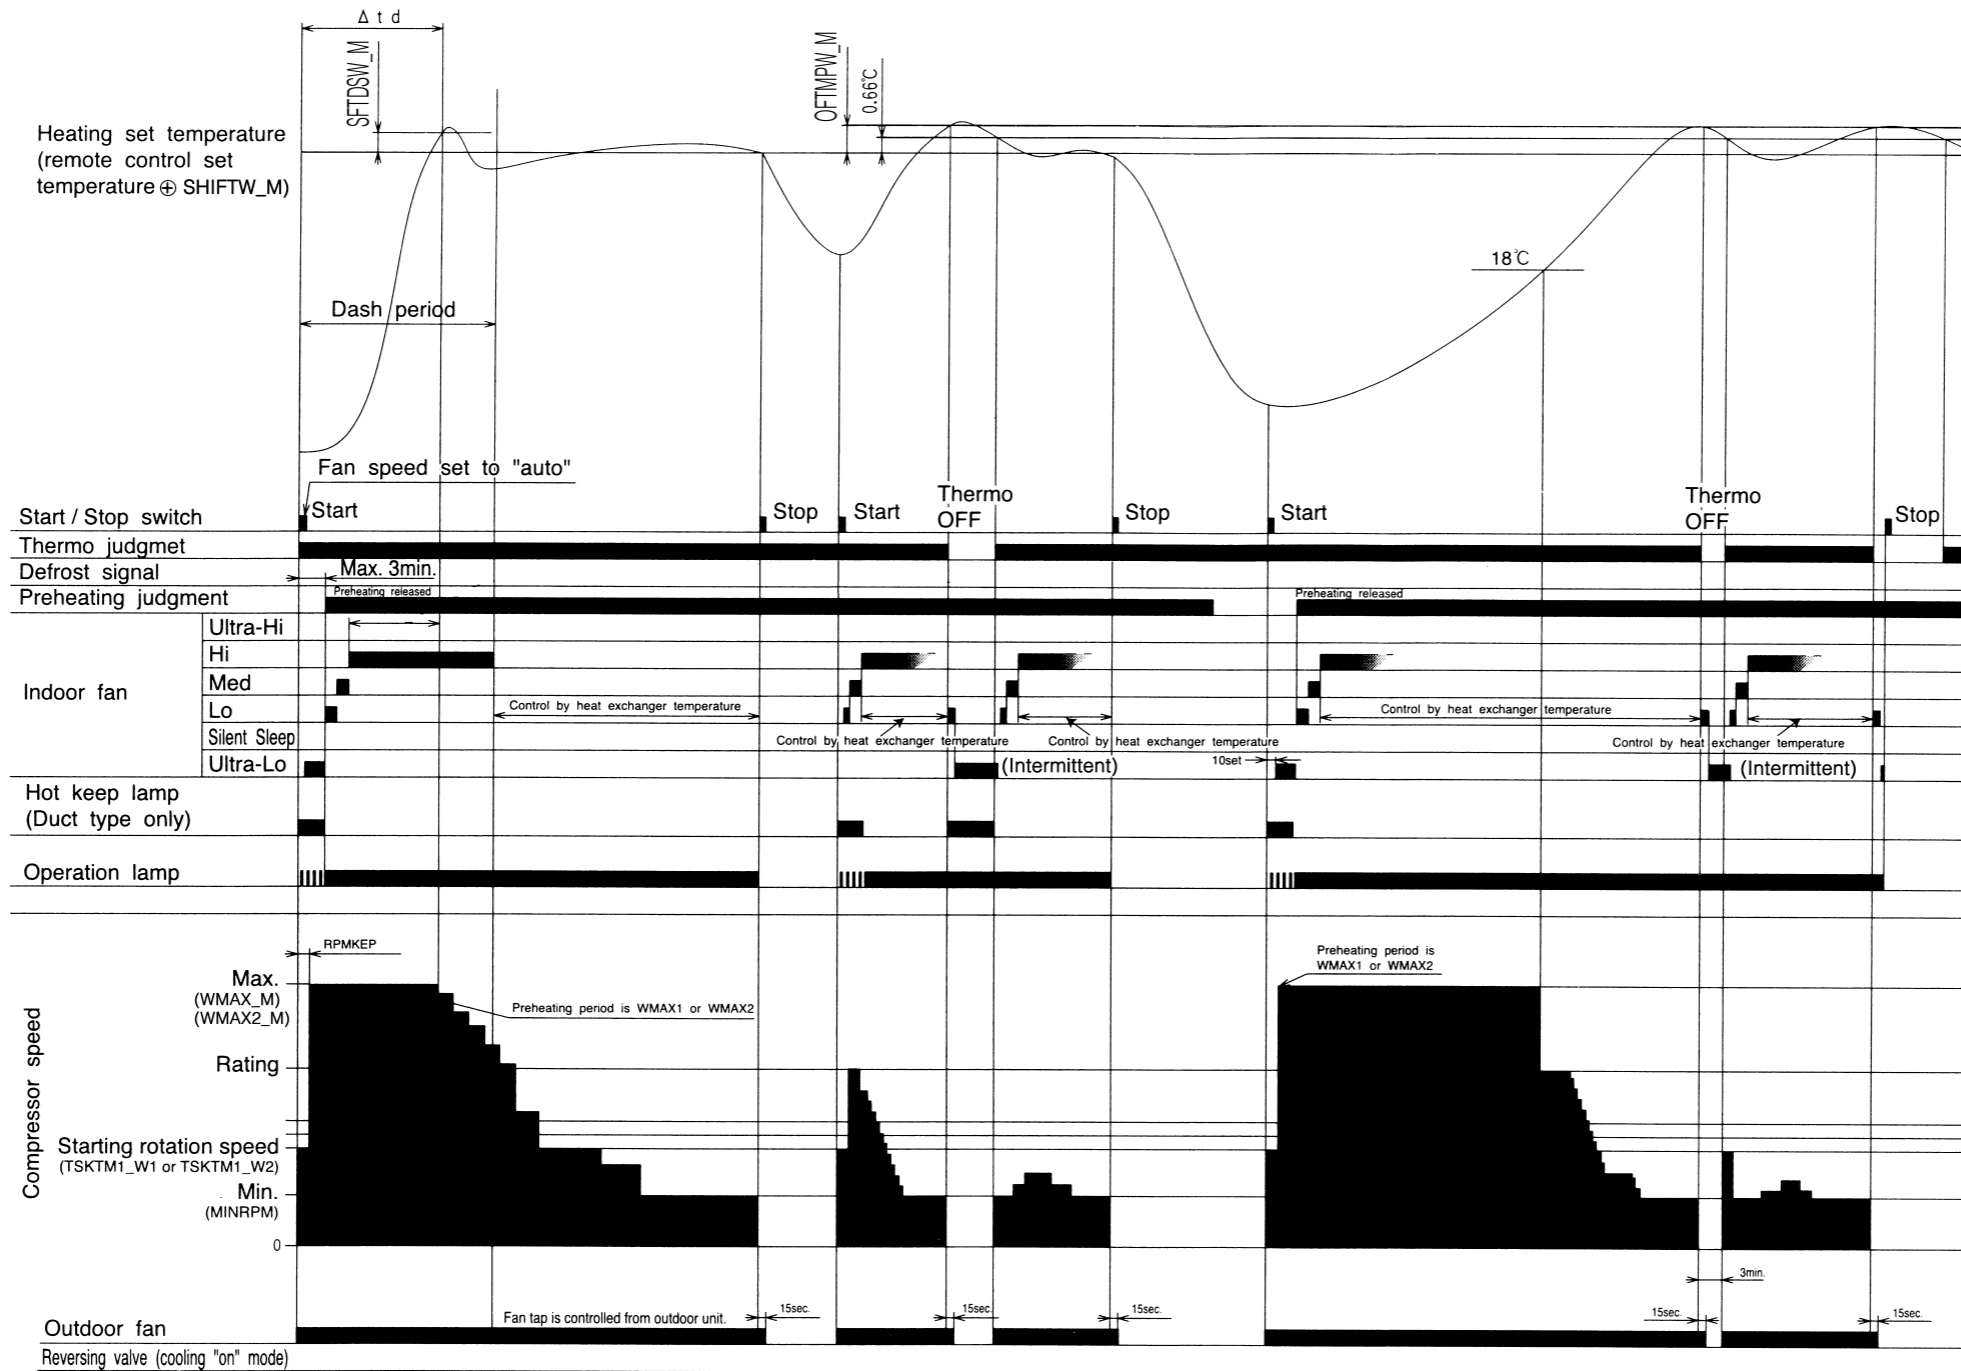 Δ t d
SFTDSW_M
OFTMPW_M
0.66℃
Heating set temperature
(remote control set
temperature ⊕ SHIFTW_M)
18℃
Dash period
Fan speed set to "auto"
Start / Stop switch
Start
Stop
Start
Thermo
OFF
Stop
Start
Thermo
OFF
Stop
Thermo judgmet
Defrost signal
Max. 3min.
Preheating judgment
Preheating released
Preheating released
Indoor fan
Ultra-Hi
Hi
Med
Lo
Silent Sleep
Ultra-Lo
Control by heat exchanger temperature
Control by heat exchanger temperature
Control by heat exchanger temperature
Control by heat exchanger temperature
Control by heat exchanger temperature
(Intermittent)
10set
(Intermittent)
Hot keep lamp
(Duct type only)
Operation lamp
Compressor speed
RPMKEP
Max.
(WMAX_M)
(WMAX2_M)
Preheating period is WMAX1 or WMAX2
Preheating period is
WMAX1 or WMAX2
Rating
Starting rotation speed
(TSKTM1_W1 or TSKTM1_W2)
Min.
(MINRPM)
0
3min.
Outdoor fan
Fan tap is controlled from outdoor unit.
15sec.
15sec.
15sec.
15sec.
15sec.
Reversing valve (cooling "on" mode)